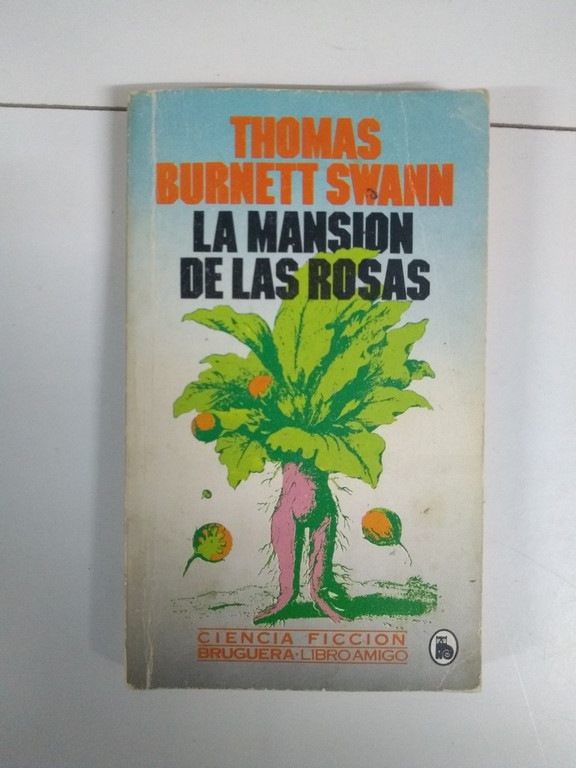 THOMAS
BURNETT SWANN
LA MANSION
DE LAS ROSAS
CIENCIA FICCION
BRUGUERA · LIBRO AMIGO